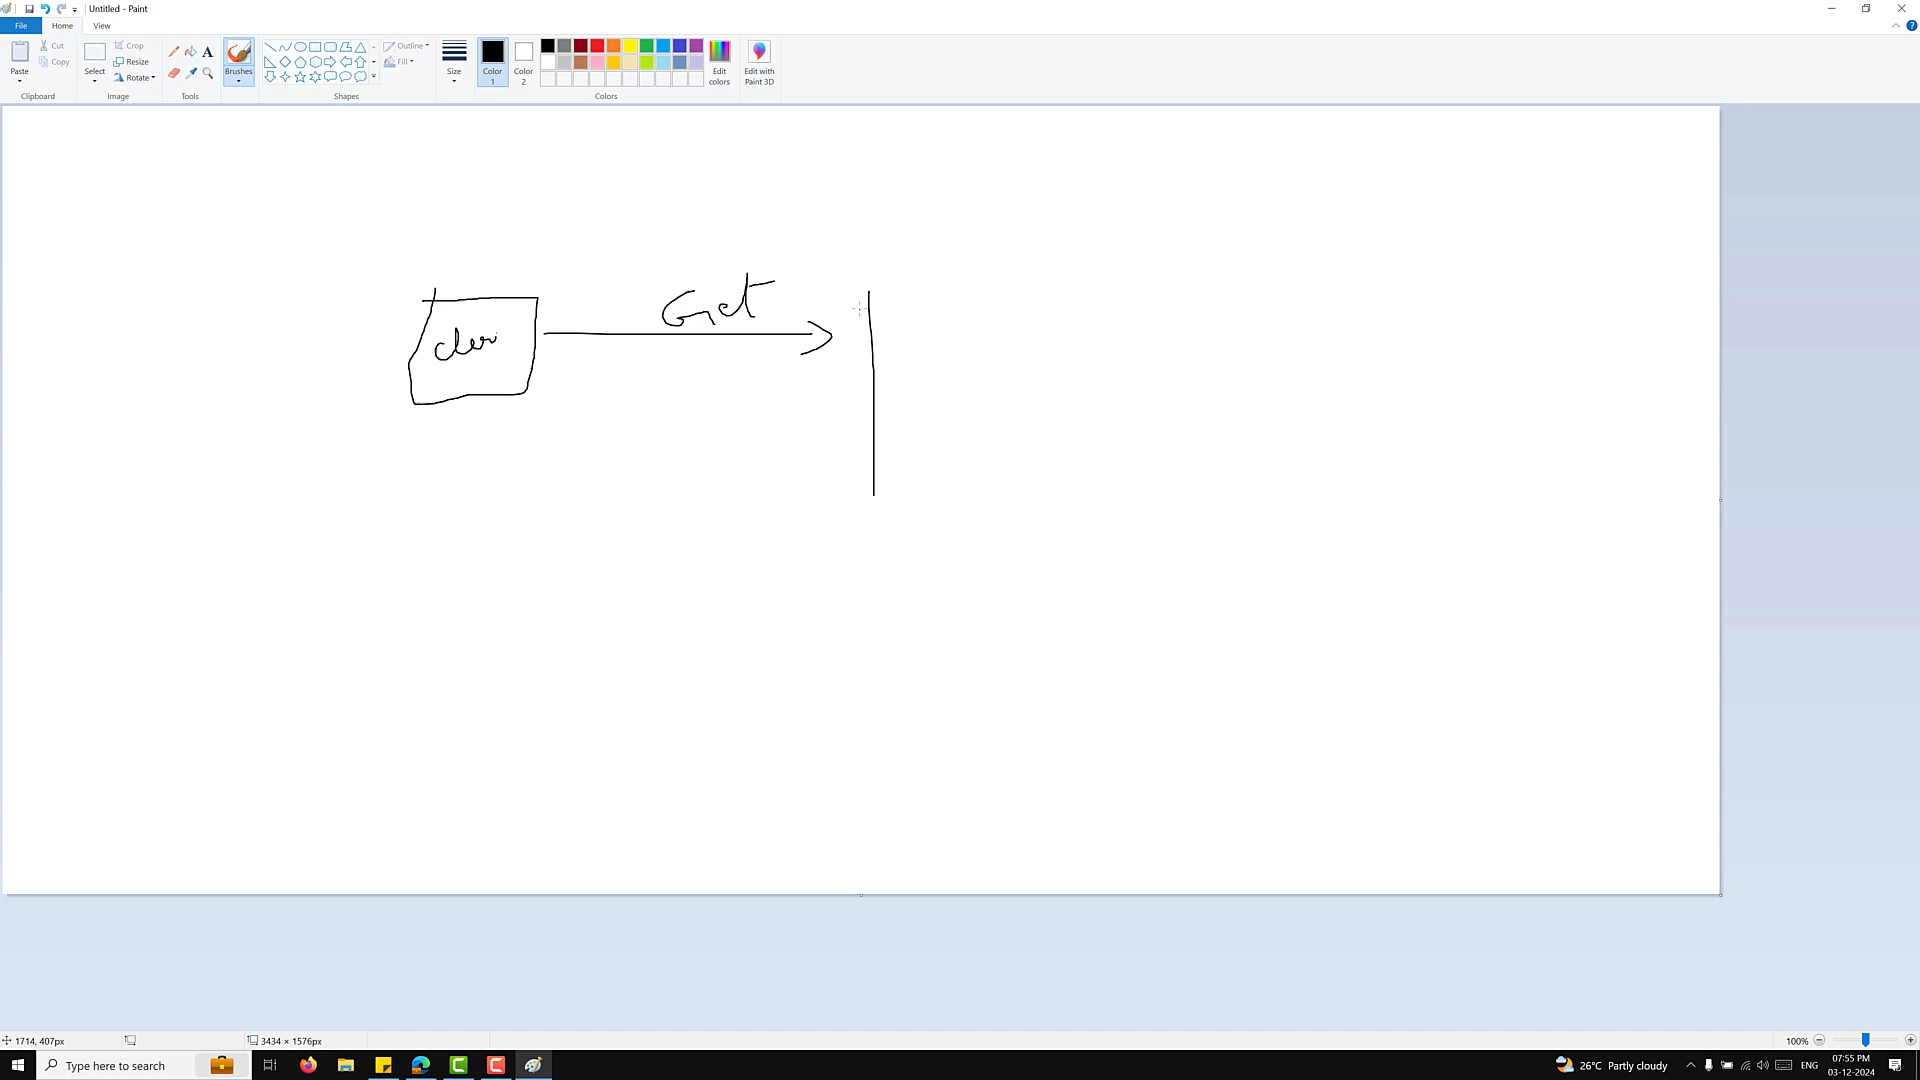 Untitled - Paint
File
Home
View
Paste
Cut
Copy
Clipboard
Select
Crop
Resize
Rotate
Image
A
Tools
Brushes
Shapes
Outline
Fill
Size
Color
1
Color
2
Colors
Edit
colors
Edit with
Paint 3D
Get
1714, 407px
3434 × 1576px
100%
Type here to search
26°C Partly cloudy
ENG
07:55 PM
03-12-2024